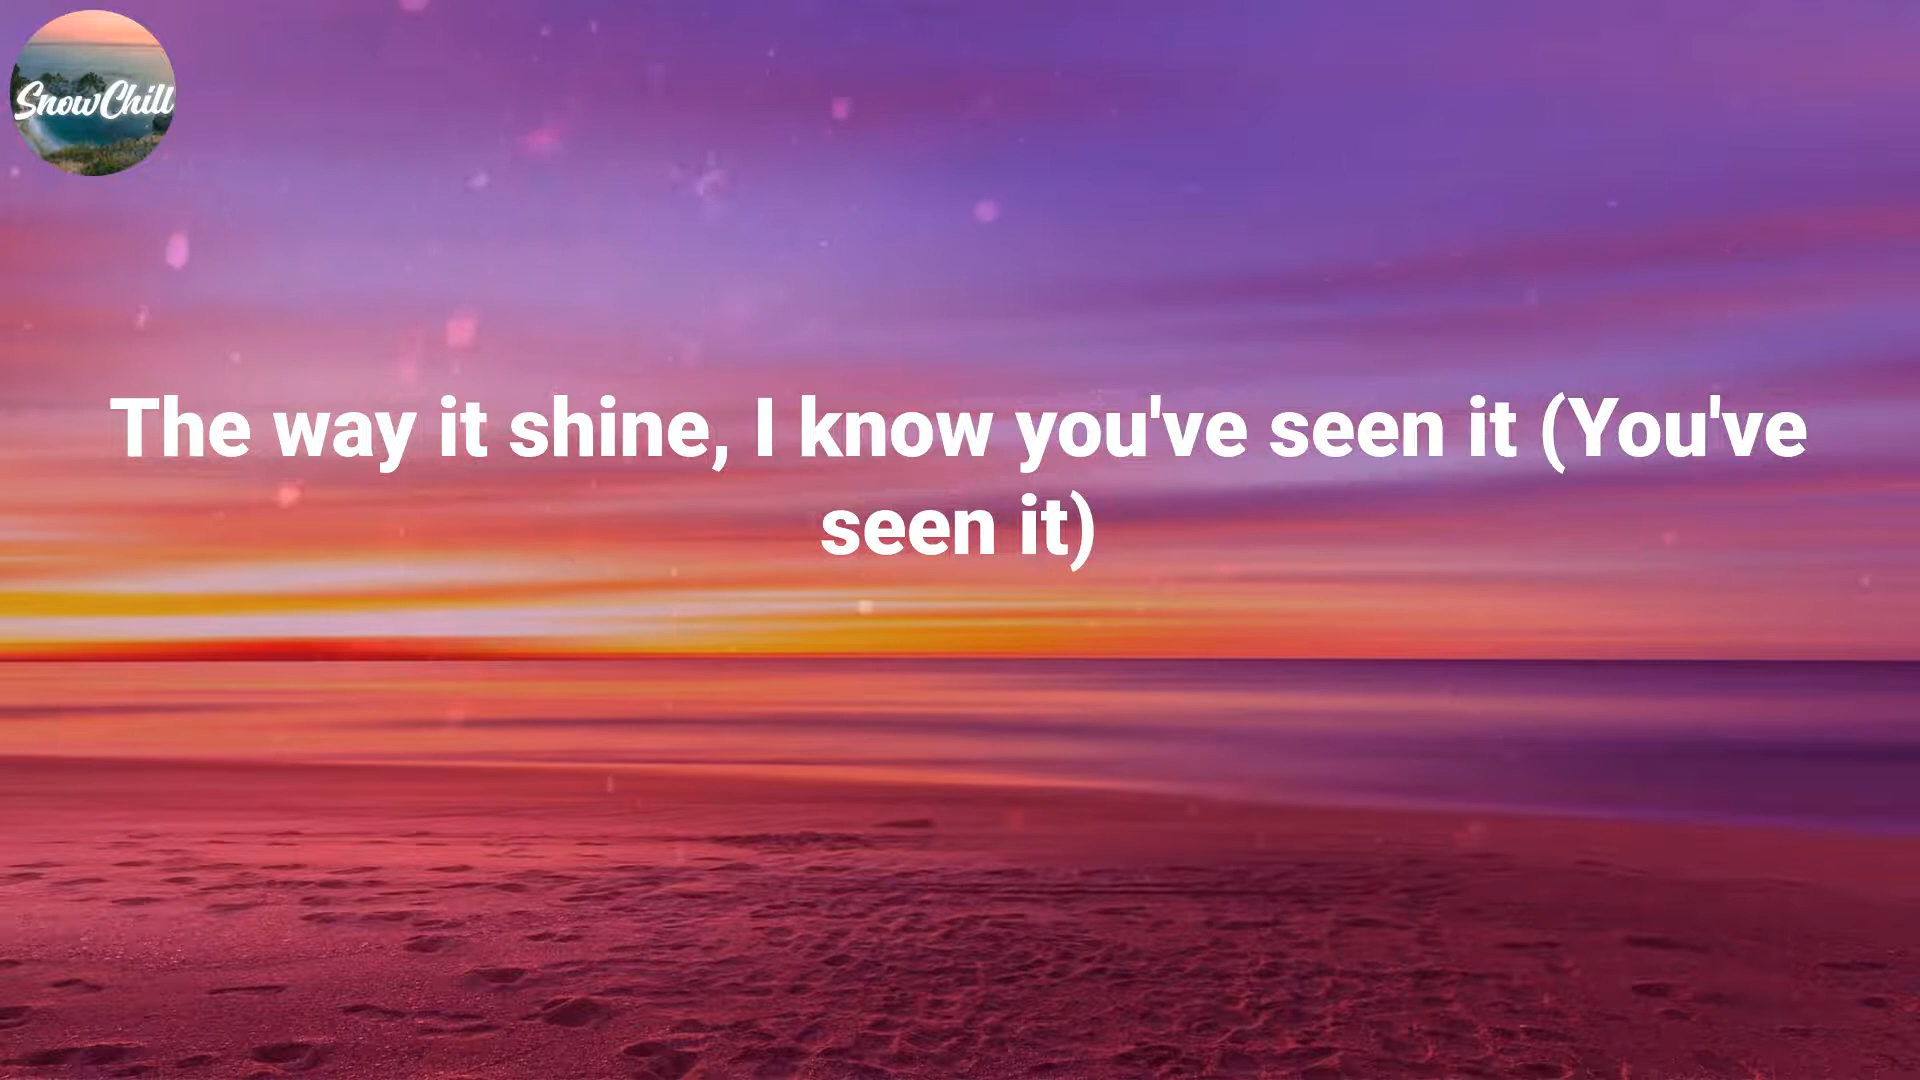 SnowChill
The way it shine, I know you've seen it (You've
seen it)